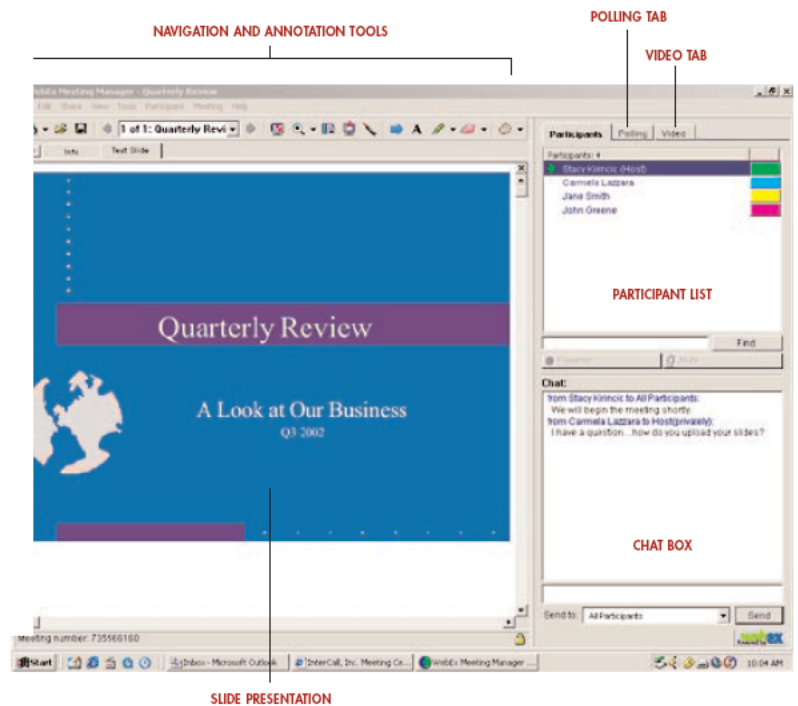 POLLING TAB
NAVIGATION AND ANNOTATION TOOLS
VIDEO TAB
WebEx Meeting Manager - Quarterly Review
Edit Share View Tools Participant Meeting Help
1 of 1: Quarterly Revi
A
Info Text Slide
Participants Polling Video
Participants: 4
Stacy Kirincic (Host)
Carmela Lazzara
Jane Smith
John Greene
PARTICIPANT LIST
Find
Quarterly Review
A Look at Our Business
Q3 2002
Chat:
from Stacy Kirincic to All Participants:
We will begin the meeting shortly.
from Carmela Lazzara to Host(privately):
I have a question...how do you upload your slides?
CHAT BOX
Send to: All Participants Send
Meeting number: 735566160
webex
Start Inbox - Microsoft Outlook InterCall, Inc. Meeting Ce... WebEx Meeting Manager ... 10:04 AM
SLIDE PRESENTATION